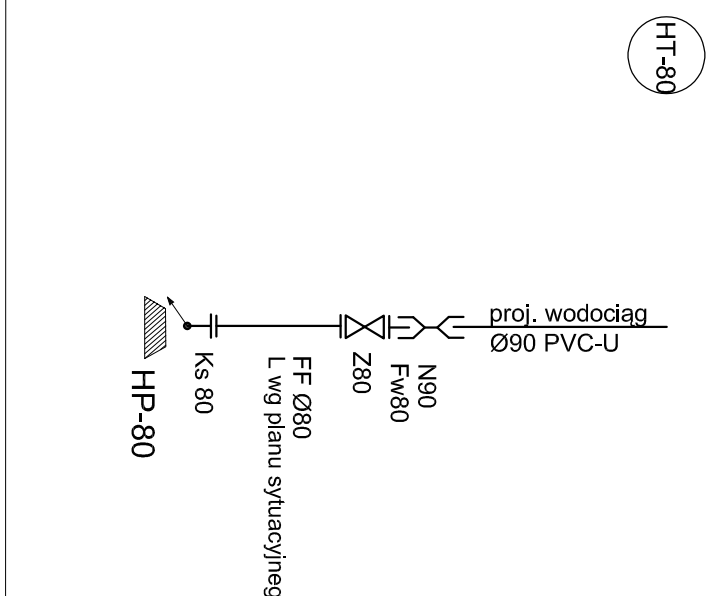 HT-80
proj. wodociąg
Ø90 PVC-U
N90
Fw80
Z80
FF Ø80
L wg planu sytuacyjneg
Ks 80
HP-80